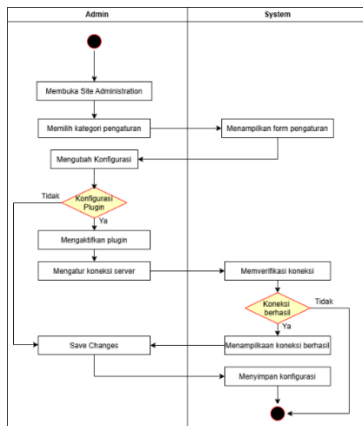 Admin
System
Membuka Site Administration
Memilih kategori pengaturan
Menampilkan form pengaturan
Mengubah Konfigurasi
Tidak
Konfigurasi
Plugin
Ya
Mengaktifkan plugin
Mengatur koneksi server
Memverifikasi koneksi
Koneksi
berhasil
Tidak
Ya
Save Changes
Menampilkaan koneksi berhasil
Menyimpan konfigurasi